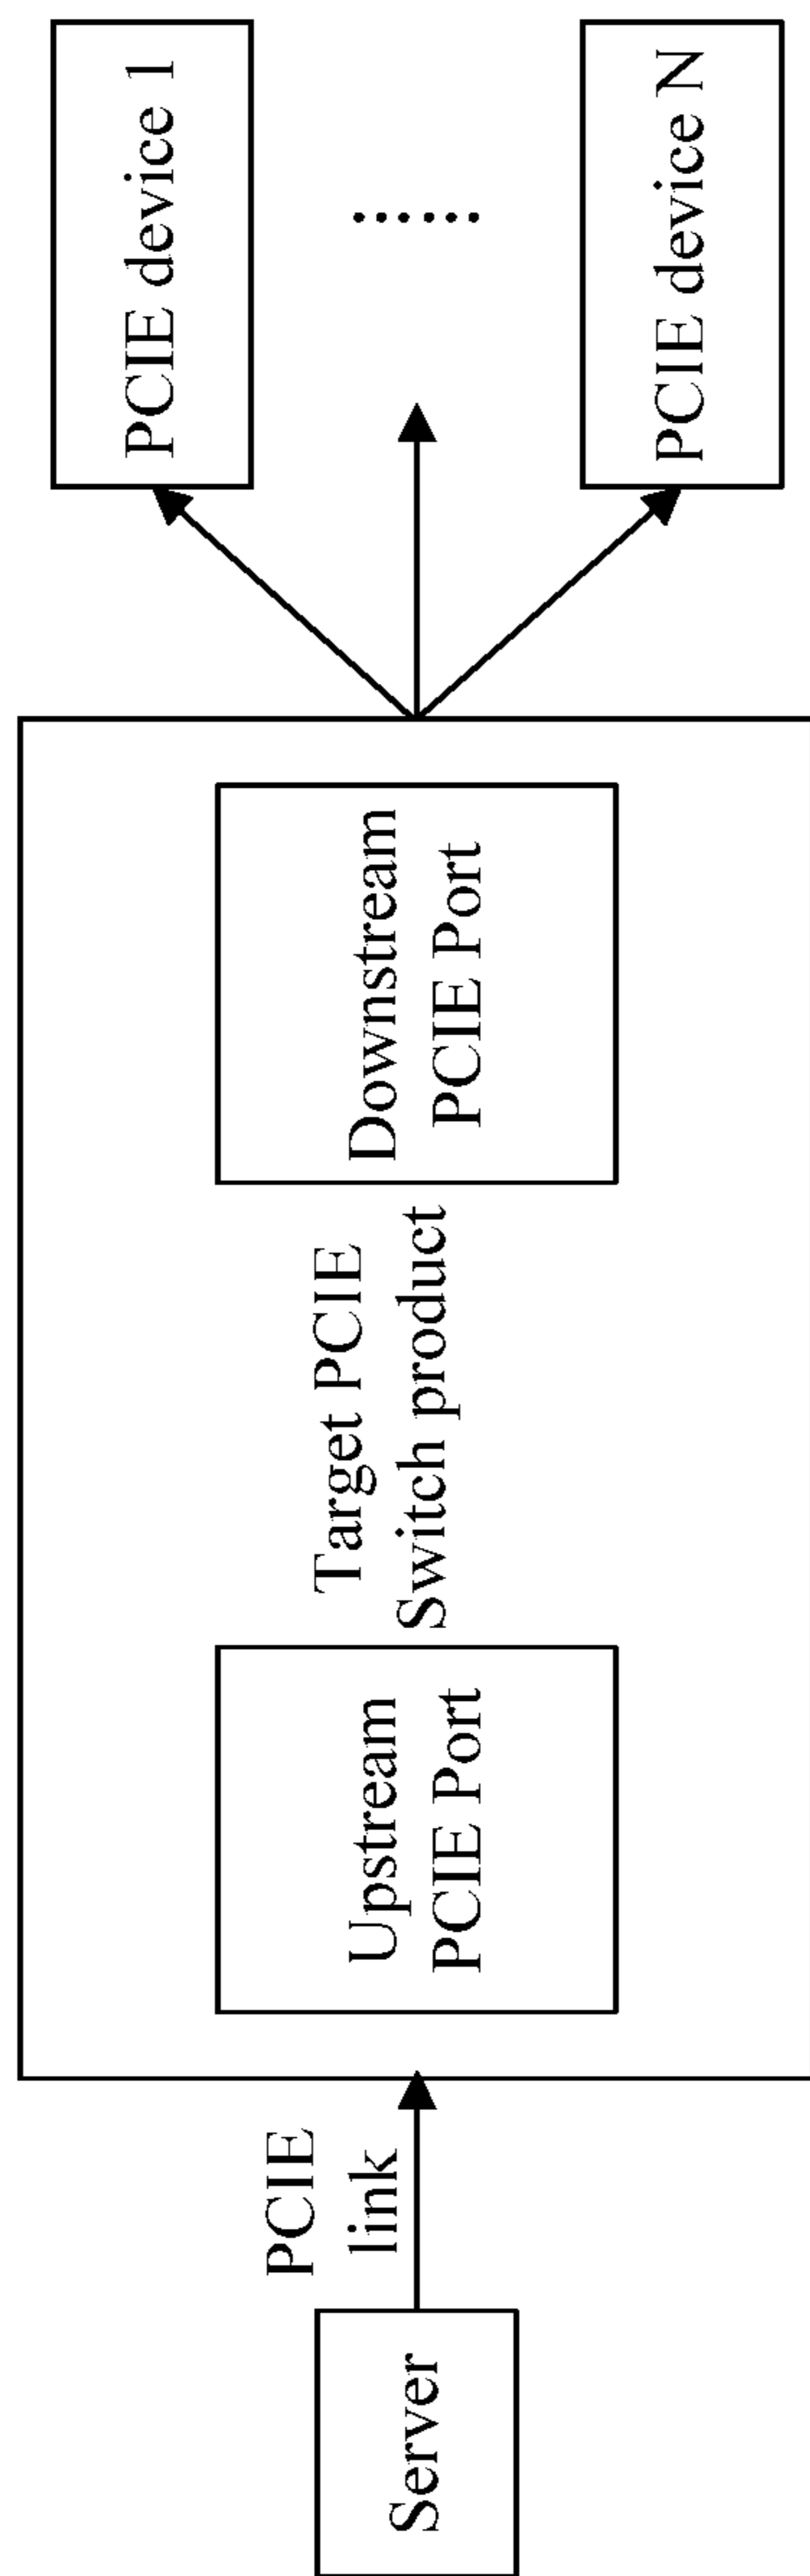 Server
PCIE
link
Upstream
PCIE Port
Target PCIE
Switch product
Downstream
PCIE Port
PCIE device 1
......
PCIE device N